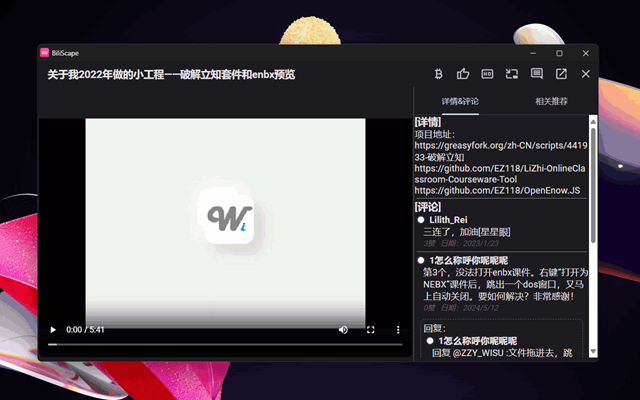 BiliScape
关于我2022年做的小工程——破解立知套件和enbx预览
详情&评论
相关推荐
[详情]
项目地址：
https://greasyfork.org/zh-CN/scripts/4419
33-破解立知
https://github.com/EZ118/LiZhi-OnlineCla
ssroom-Courseware-Tool
https://github.com/EZ118/OpenEnow.JS
[评论]
Lilith_Rei
三连了，加油[星星眼]
3赞 日期：2023/1/23
1怎么称呼你呢呢呢
第3个，没法打开enbx课件。右键“打开为
NEBX”课件后，跳出一个dos窗口，又马
上自动关闭。要如何解决？非常感谢！
0赞 日期：2024/5/12
回复：
1怎么称呼你呢呢呢
回复 @ZZY_WISU :文件拖进去，跳
Wi
0:00 / 5:41